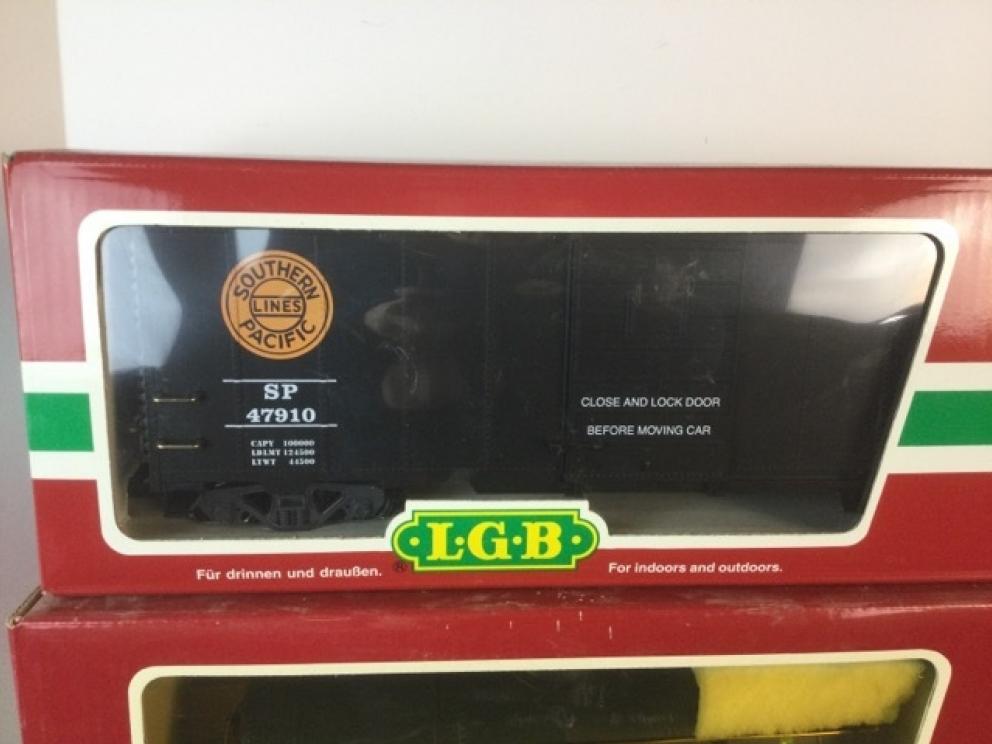 SOUTHERN
LINES
PACIFIC
SP
47910
CAPY 100000
LD LMT 124500
LT WT 44500
CLOSE AND LOCK DOOR
BEFORE MOVING CAR
L·G·B
®
Für drinnen und draußen.
For indoors and outdoors.